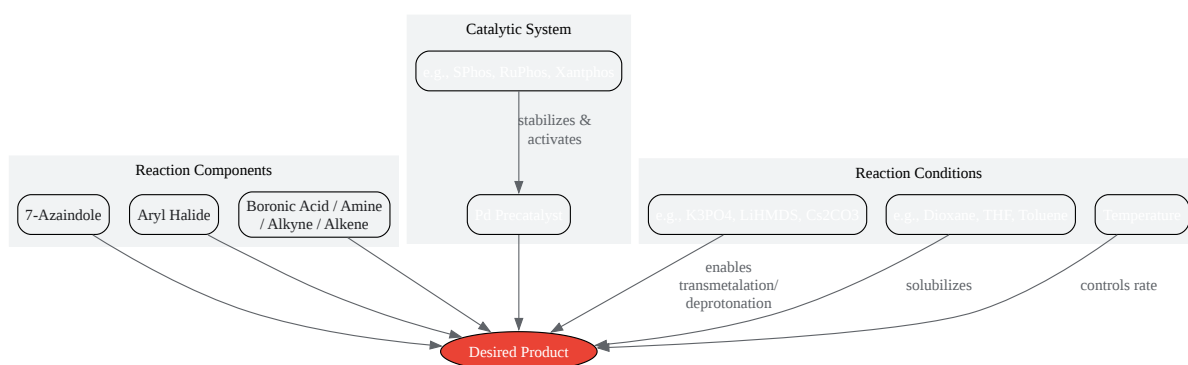 Catalytic System
e.g., SPhos, RuPhos, Xantphos
stabilizes &
activates
Reaction Components
7-Azaindole
Aryl Halide
Boronic Acid / Amine
/ Alkyne / Alkene
Pd Precatalyst
Reaction Conditions
e.g., K3PO4, LiHMDS, Cs2CO3
e.g., Dioxane, THF, Toluene
Temperature
enables
transmetalation/
deprotonation
solubilizes
controls rate
Desired Product